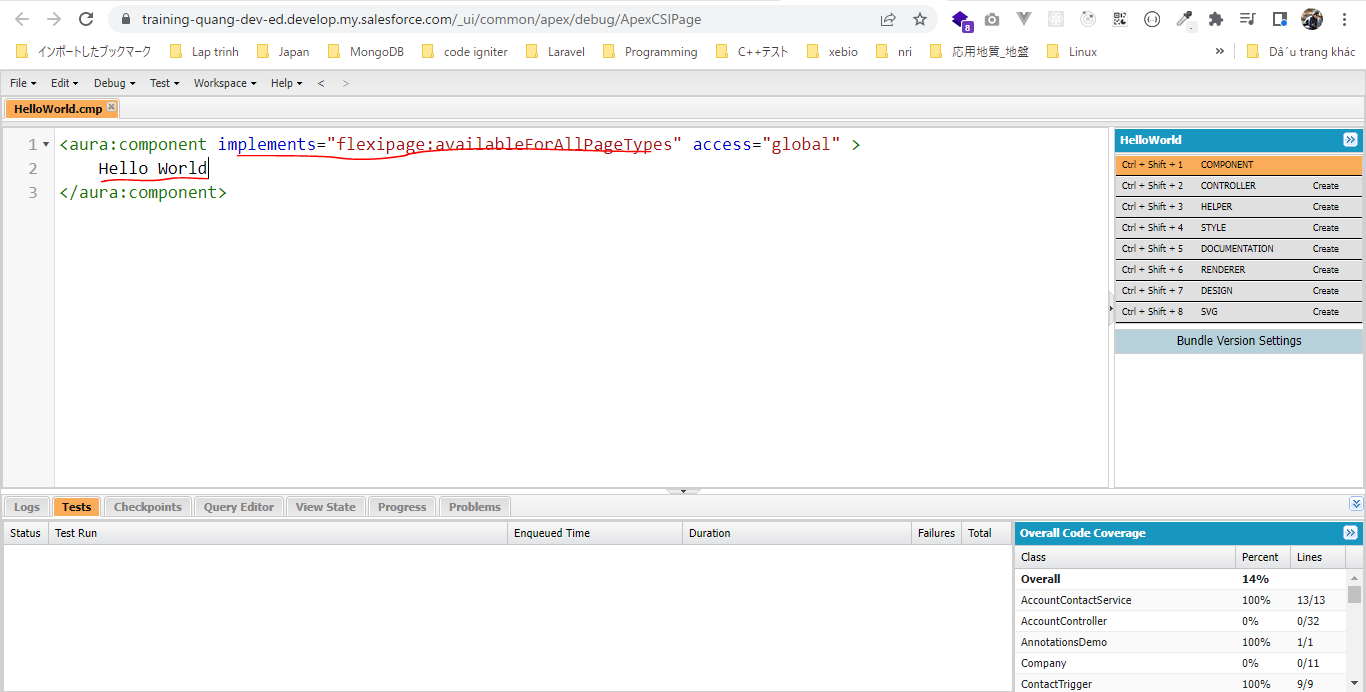 training-quang-dev-ed.develop.my.salesforce.com/_ui/common/apex/debug/ApexCSIPage
8
インポートしたブックマーク Lap trinh Japan MongoDB code igniter Laravel Programming C++テスト xebio nri 応用地質_地盤 Linux » Dấu trang khác
File Edit Debug Test Workspace Help < >
HelloWorld.cmp
1 <aura:component implements="flexipage:availableForAllPageTypes" access="global" >
2 Hello World
3 </aura:component>
HelloWorld
Ctrl + Shift + 1 COMPONENT
Ctrl + Shift + 2 CONTROLLER Create
Ctrl + Shift + 3 HELPER Create
Ctrl + Shift + 4 STYLE Create
Ctrl + Shift + 5 DOCUMENTATION Create
Ctrl + Shift + 6 RENDERER Create
Ctrl + Shift + 7 DESIGN Create
Ctrl + Shift + 8 SVG Create
Bundle Version Settings
Logs Tests Checkpoints Query Editor View State Progress Problems
Status Test Run Enqueued Time Duration Failures Total
Overall Code Coverage
Class Percent Lines
Overall 14%
AccountContactService 100% 13/13
AccountController 0% 0/32
AnnotationsDemo 100% 1/1
Company 0% 0/11
ContactTrigger 100% 9/9